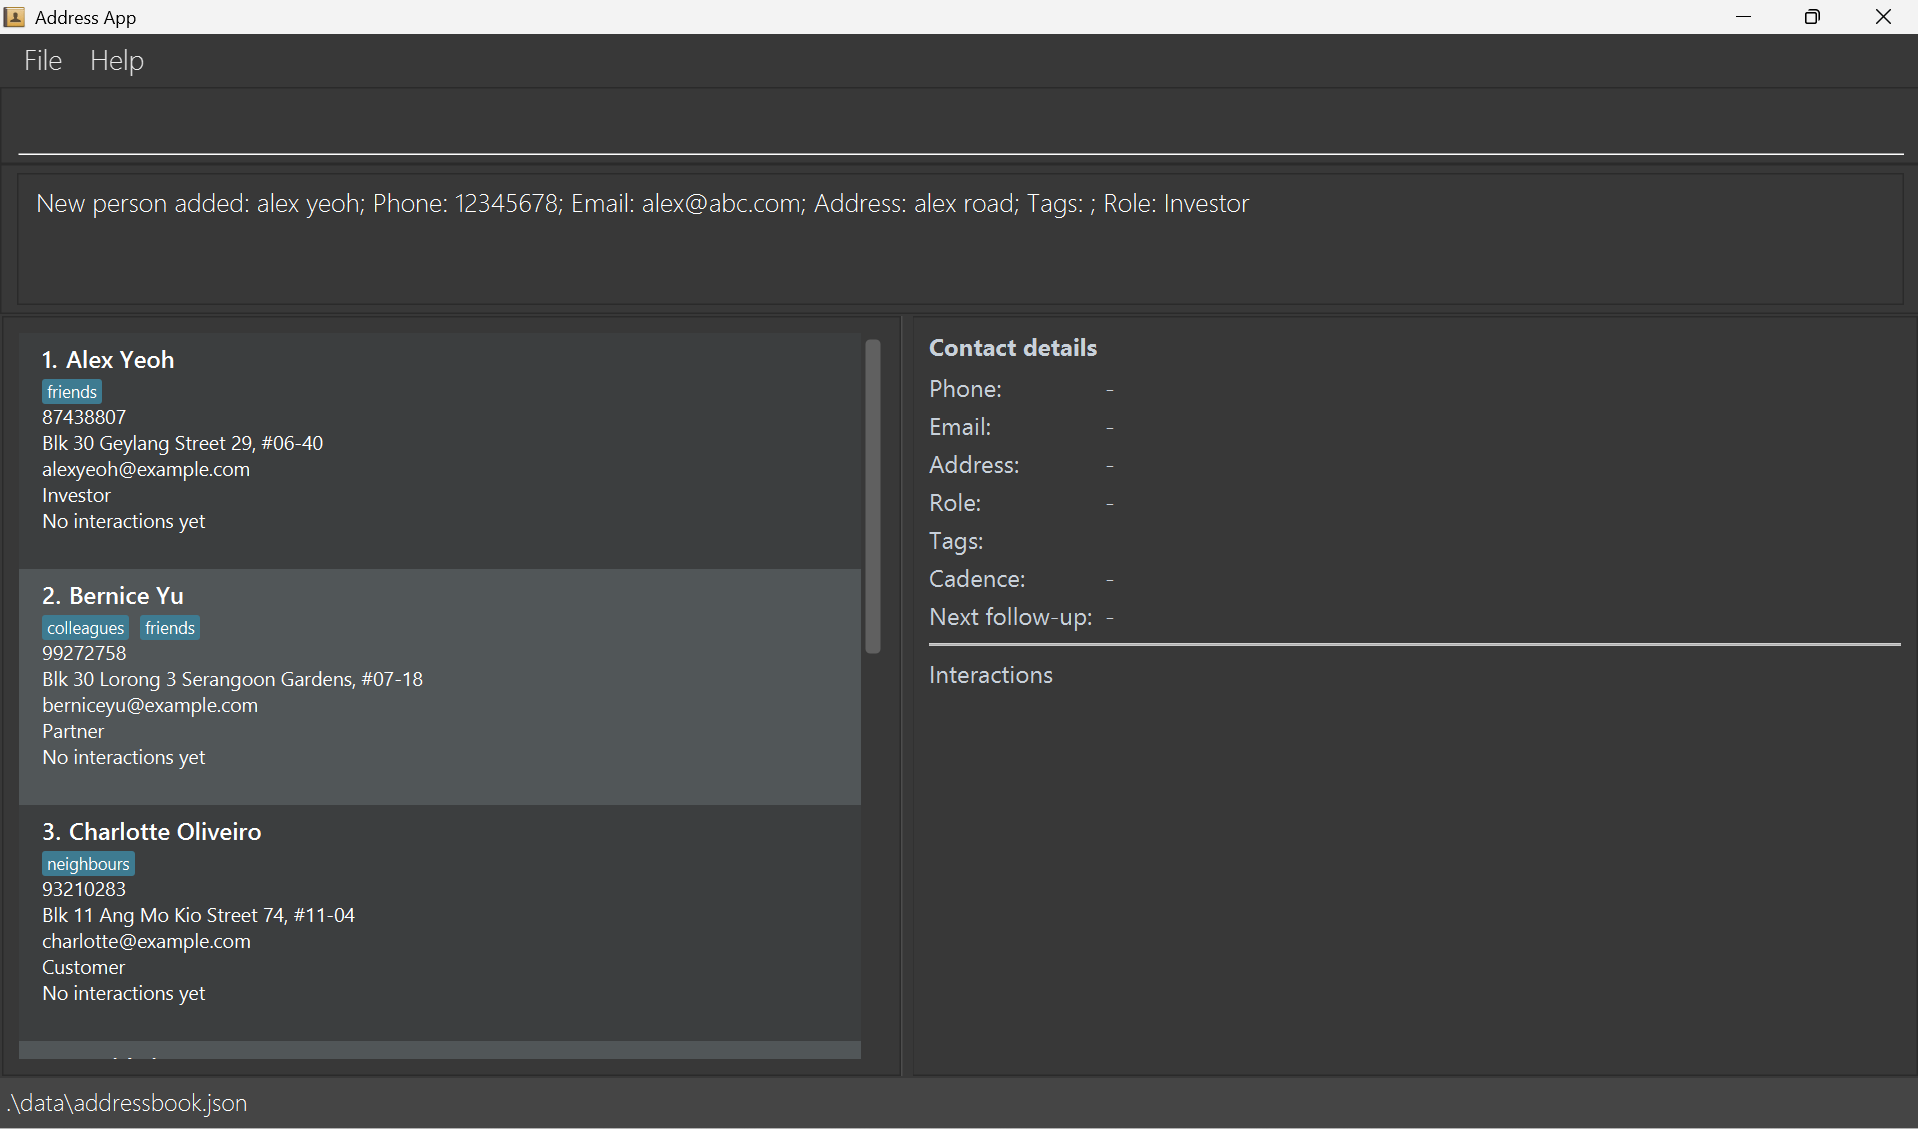 Address App
File Help
New person added: alex yeoh; Phone: 12345678; Email: alex@abc.com; Address: alex road; Tags: ; Role: Investor
1. Alex Yeoh
friends
87438807
Blk 30 Geylang Street 29, #06-40
alexyeoh@example.com
Investor
No interactions yet
2. Bernice Yu
colleagues friends
99272758
Blk 30 Lorong 3 Serangoon Gardens, #07-18
berniceyu@example.com
Partner
No interactions yet
3. Charlotte Oliveiro
neighbours
93210283
Blk 11 Ang Mo Kio Street 74, #11-04
charlotte@example.com
Customer
No interactions yet
Contact details
Phone: -
Email: -
Address: -
Role: -
Tags:
Cadence: -
Next follow-up: -
Interactions
.\data\addressbook.json